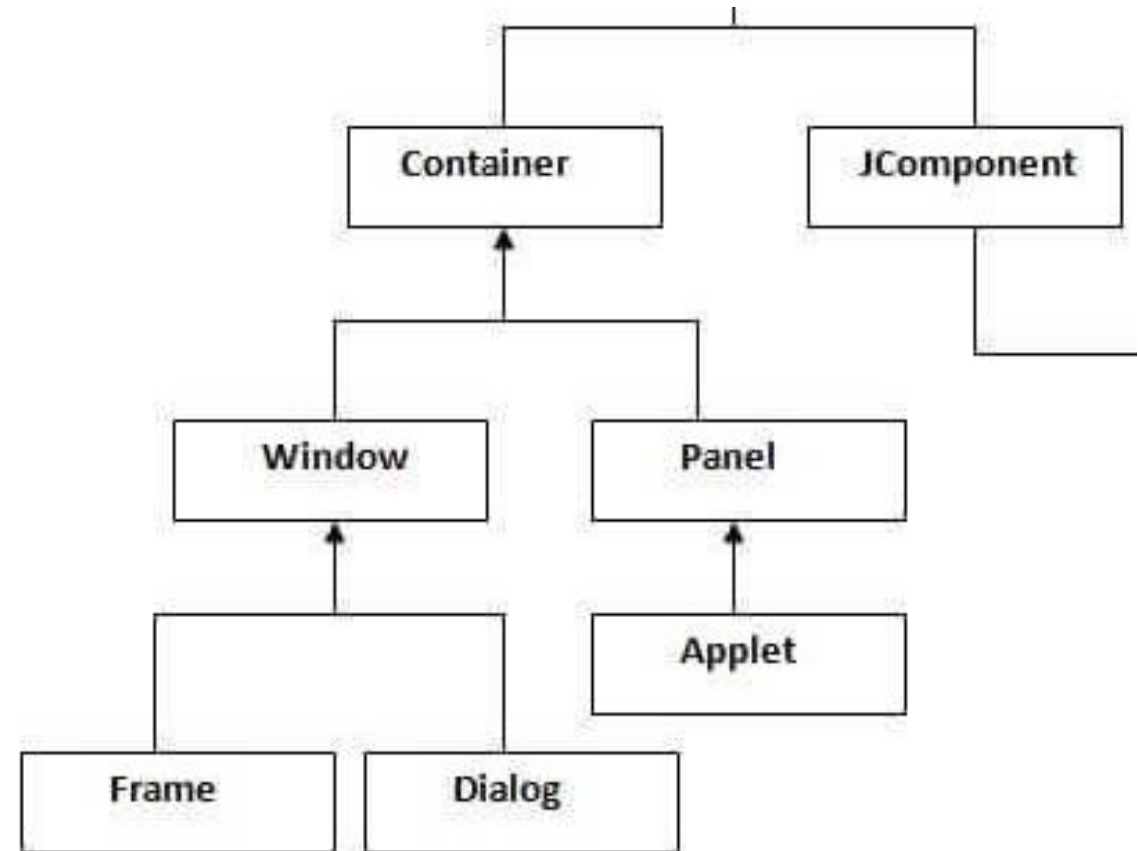 Container
JComponent
Window
Panel
Applet
Frame
Dialog